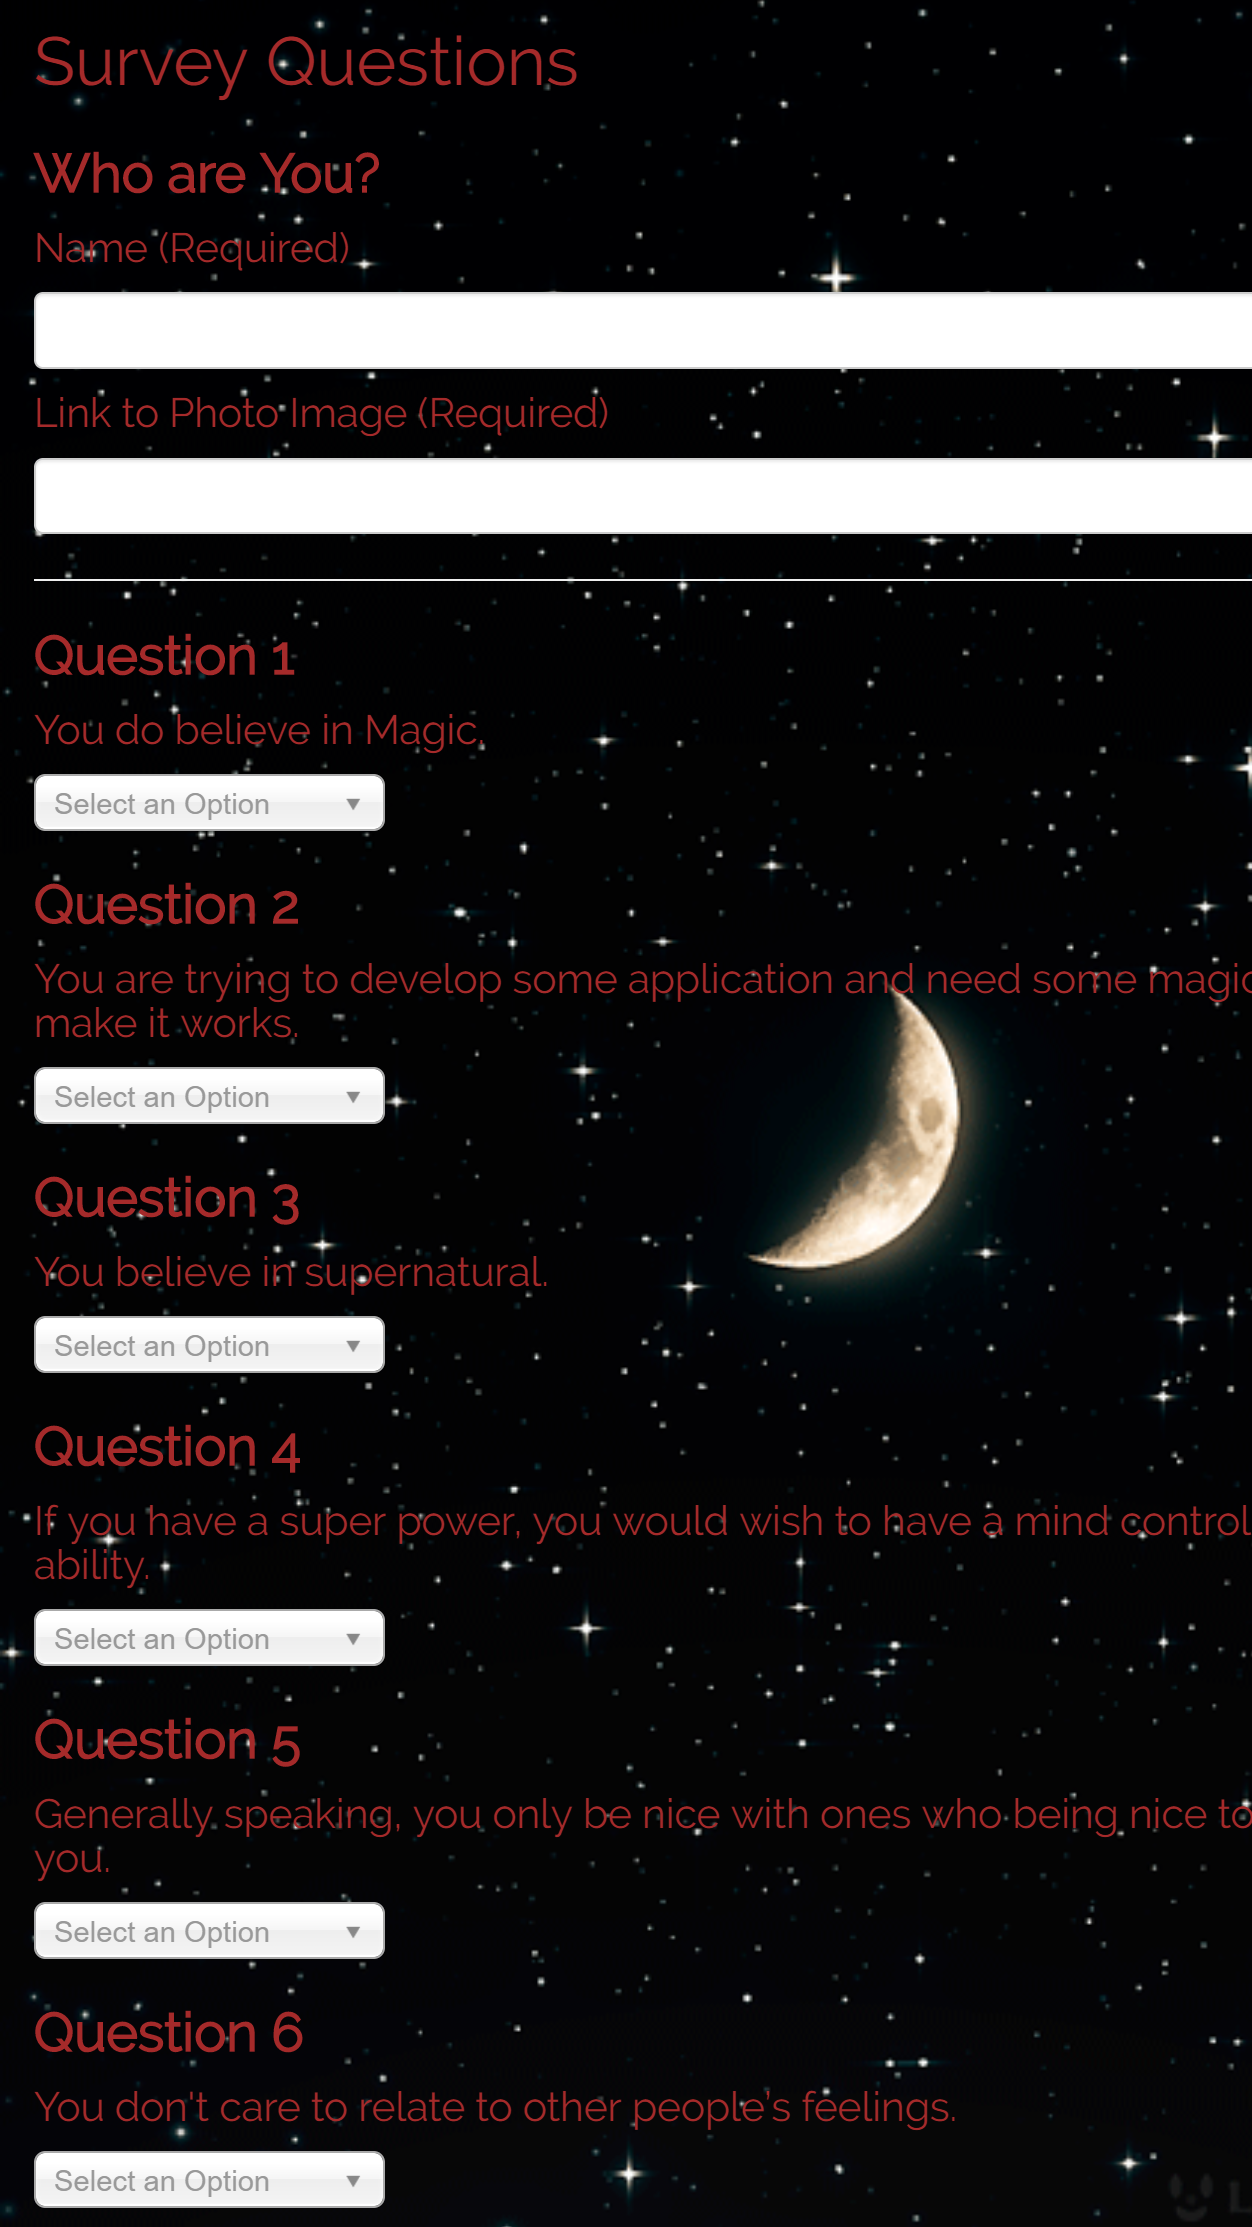 Survey Questions
Who are You?
Name (Required)
Link to Photo Image (Required)
Question 1
You do believe in Magic.
Select an Option
Question 2
You are trying to develop some application and need some magic
make it works.
Select an Option
Question 3
You believe in supernatural.
Select an Option
Question 4
If you have a super power, you would wish to have a mind control
ability.
Select an Option
Question 5
Generally speaking, you only be nice with ones who being nice to
you.
Select an Option
Question 6
You don't care to relate to other people's feelings.
Select an Option